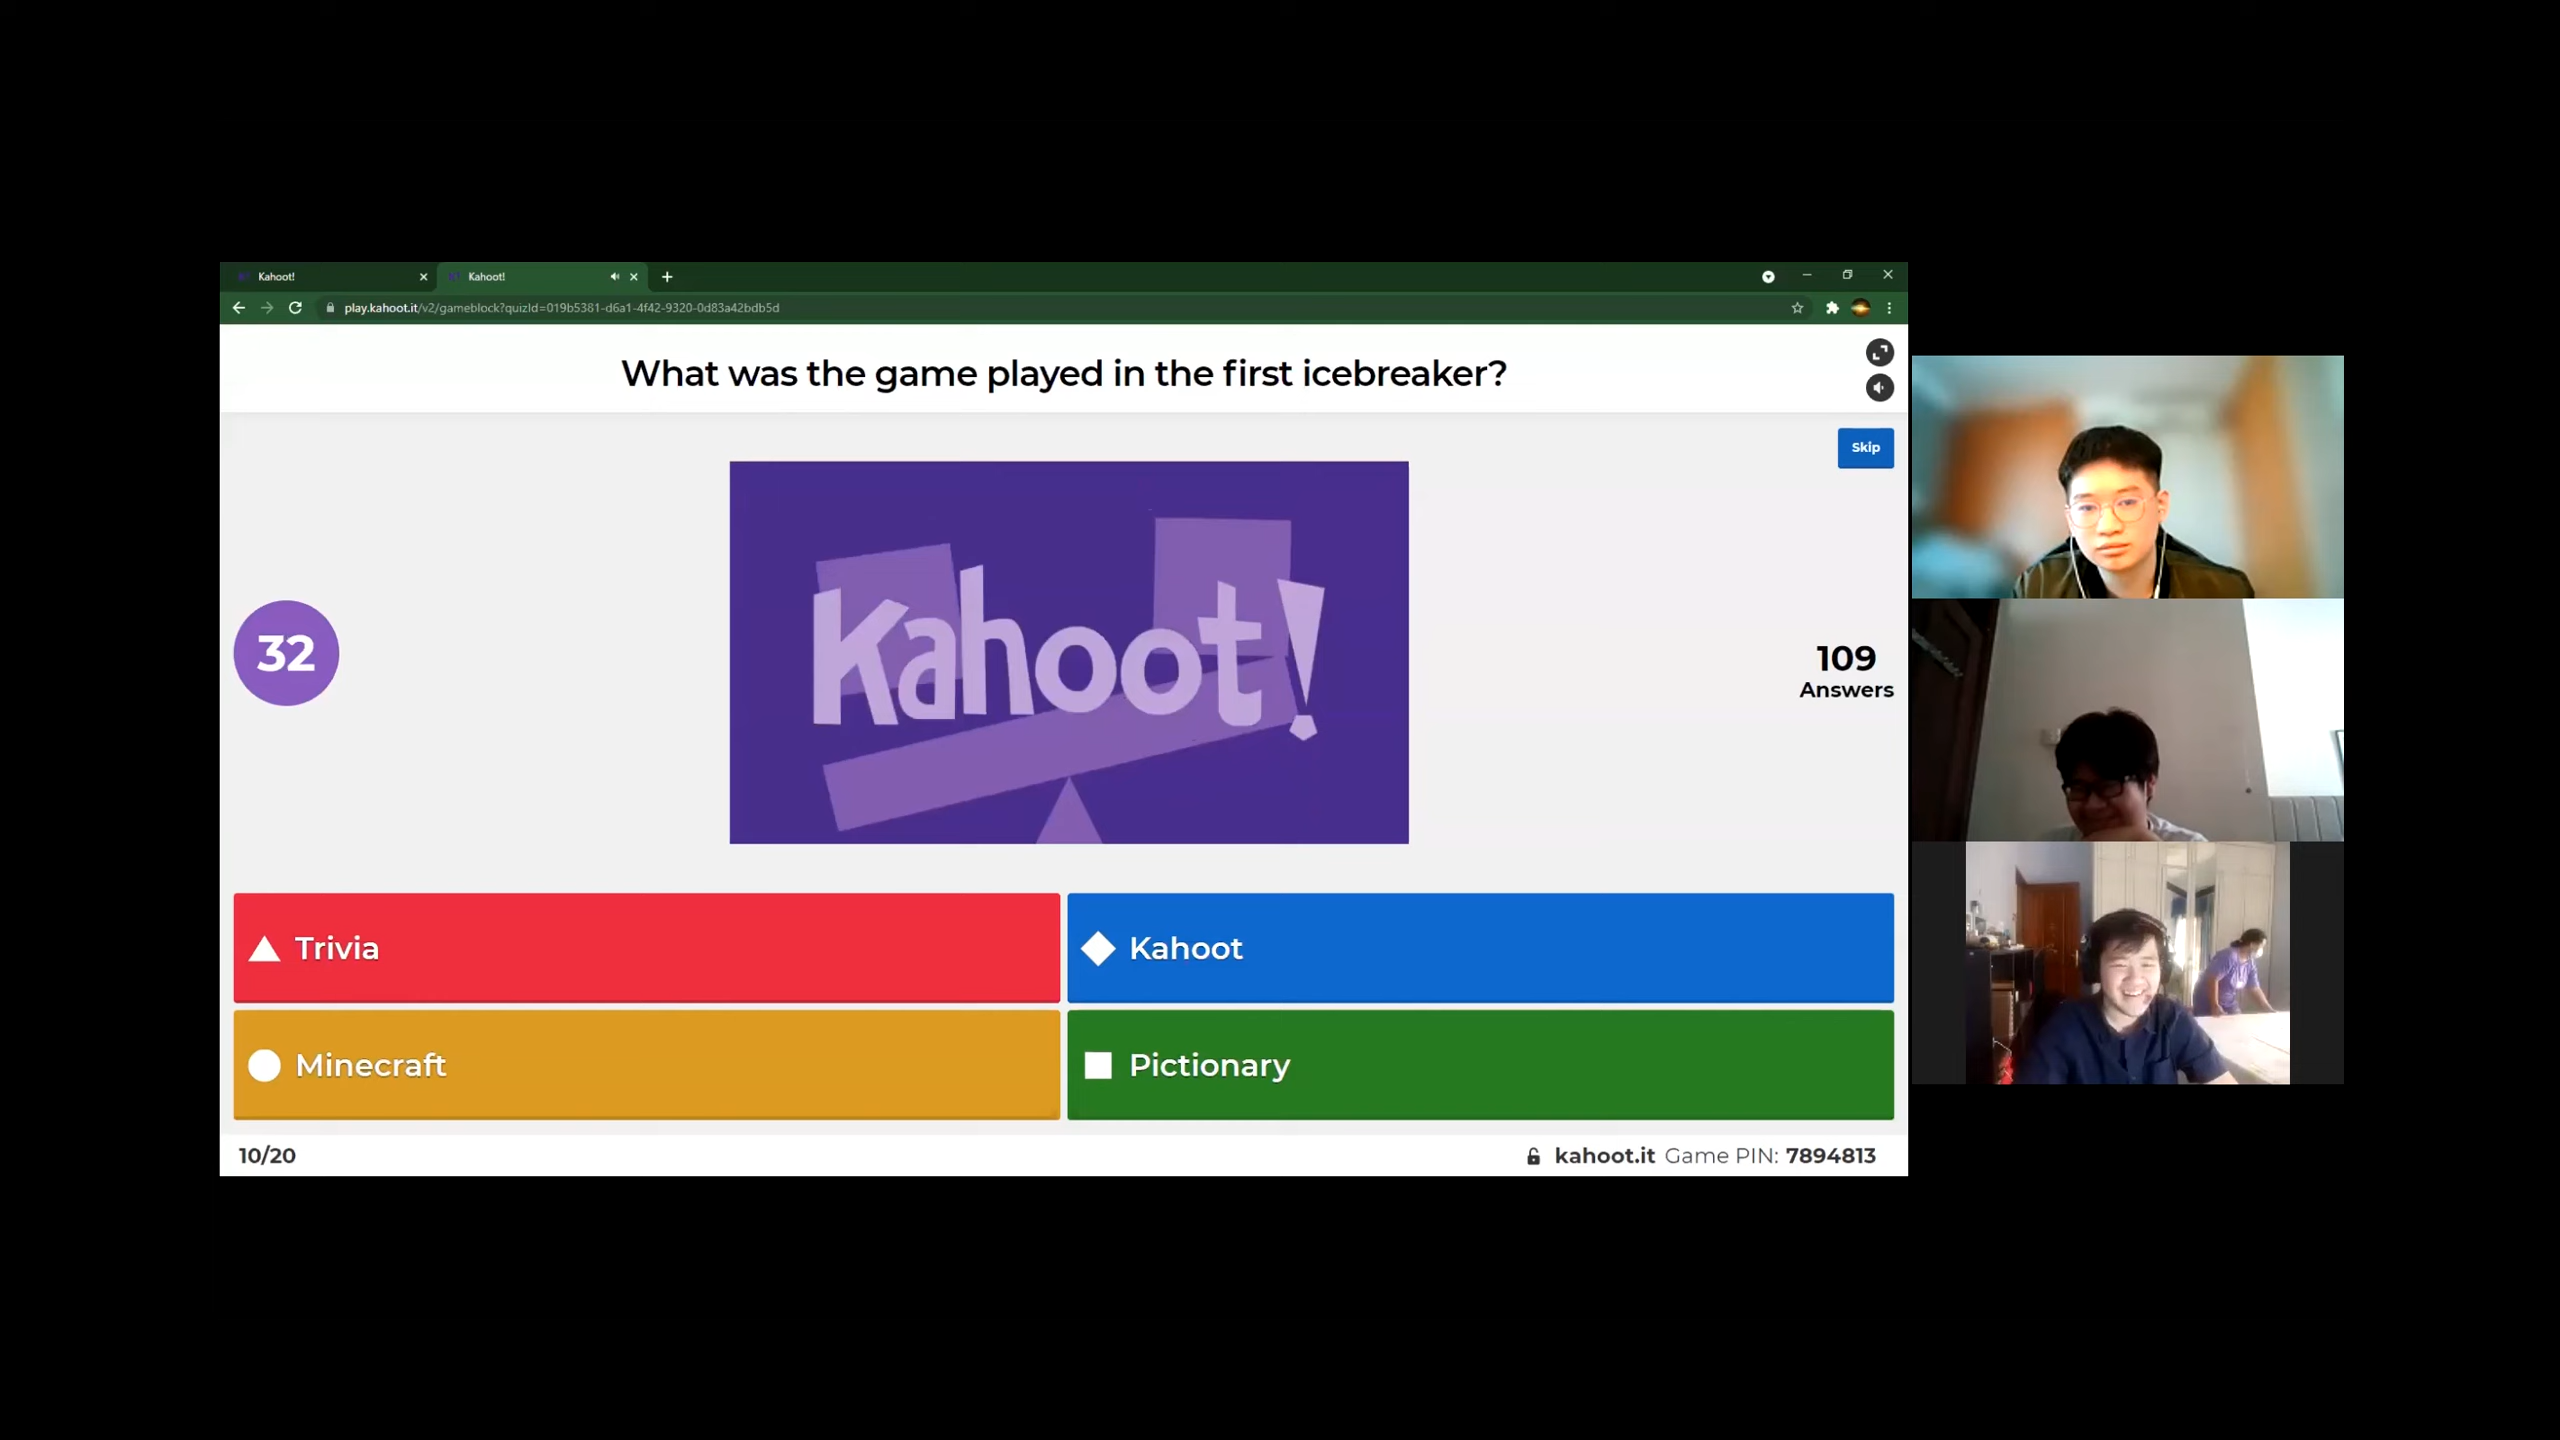 Kahoot!
Kahoot!
play.kahoot.it/v2/gameblock?quizId=019b5381-d6a1-4f42-9320-0d83a42bdb5d
What was the game played in the first icebreaker?
Skip
Kahoot!
32
109
Answers
Trivia
Kahoot
Minecraft
Pictionary
10/20
kahoot.it Game PIN: 7894813